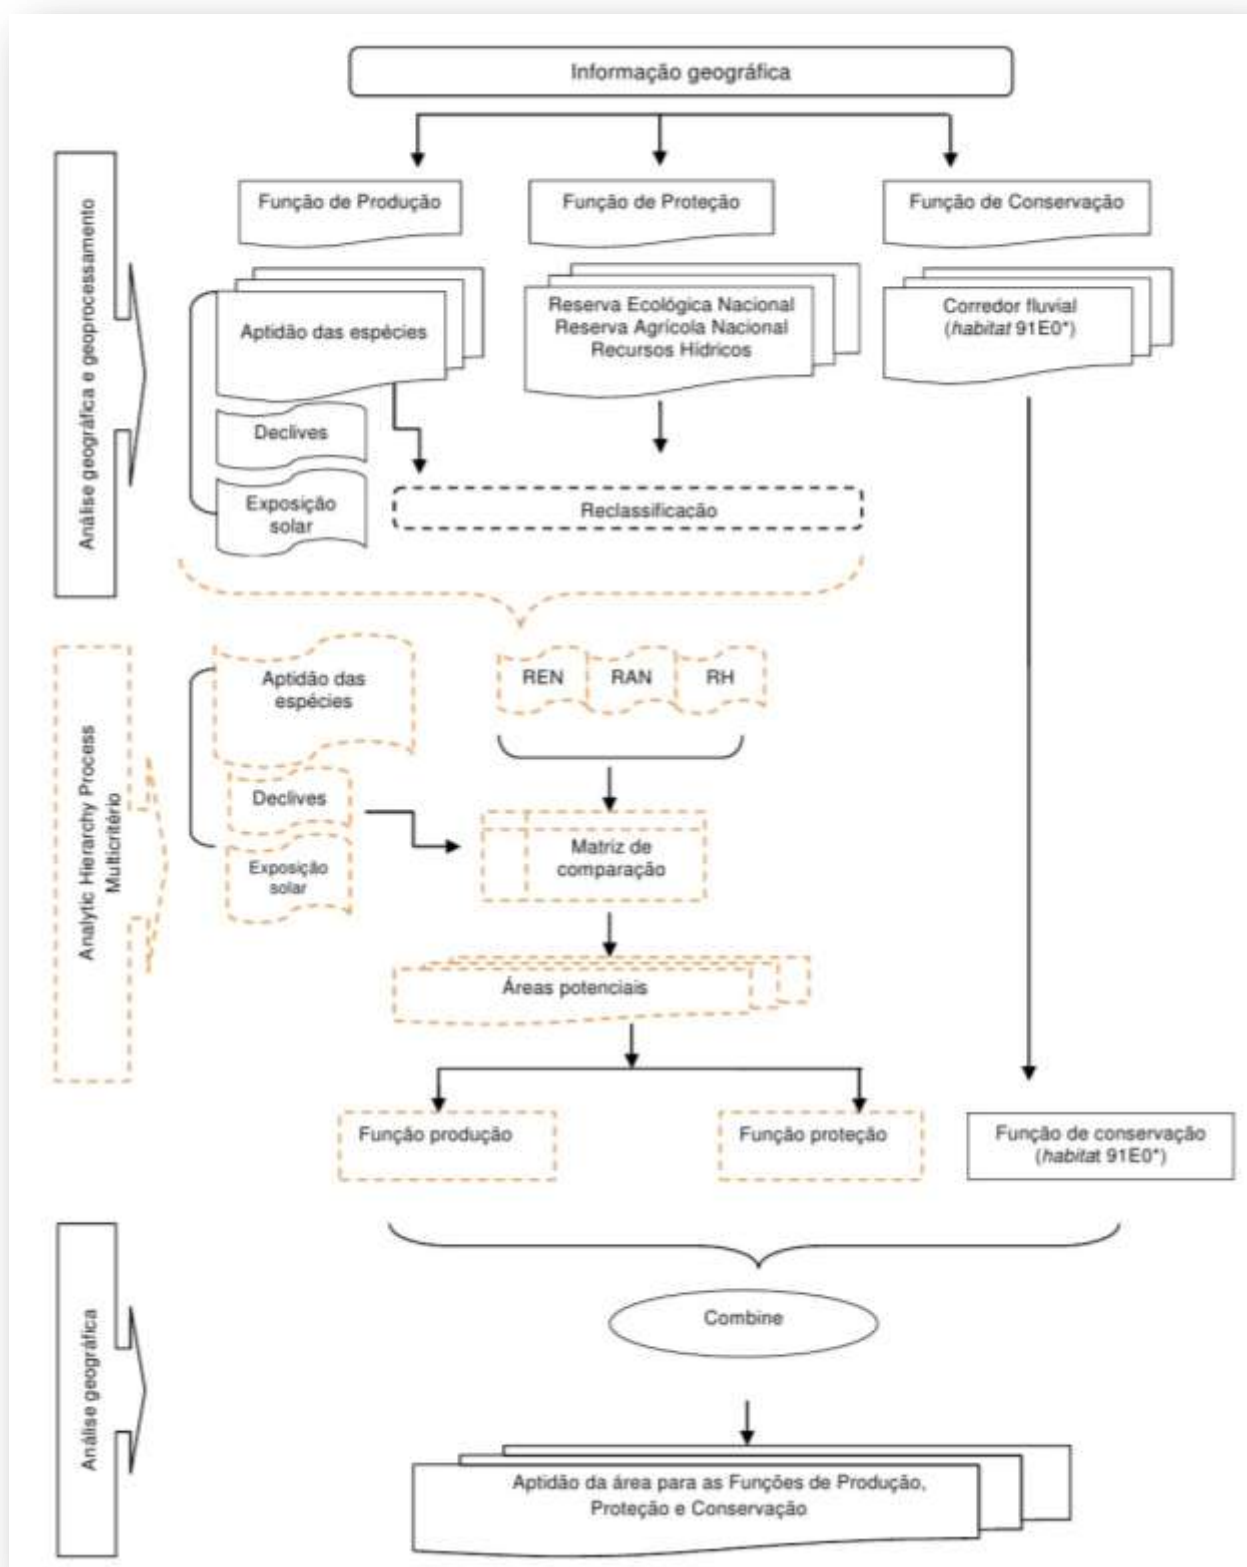 Informação geográfica
Função de Produção
Função de Proteção
Função de Conservação
Análise geográfica e geoprocessamento
Aptidão das espécies
Reserva Ecológica Nacional
Reserva Agrícola Nacional
Recursos Hídricos
Corredor fluvial
(habitat 91E0*)
Declives
Exposição
solar
Reclassificação
Analytic Hierarchy Process
Multicritério
Aptidão das
espécies
REN
RAN
RH
Declives
Exposição
solar
Matriz de
comparação
Áreas potenciais
Função produção
Função proteção
Função de conservação
(habitat 91E0*)
Análise geográfica
Combine
Aptidão da área para as Funções de Produção,
Proteção e Conservação